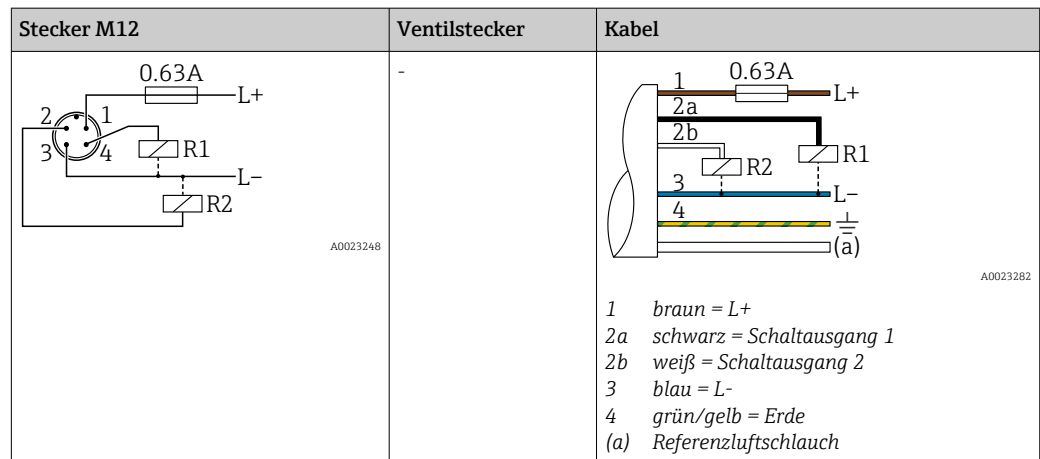 Stecker M12
Ventilstecker
Kabel
0.63A
L+
2
1
3
4
R1
L–
R2
A0023248
-
1
0.63A
L+
2a
2b
R2
R1
3
L–
4
(a)
A0023282
1 braun = L+
2a schwarz = Schaltausgang 1
2b weiß = Schaltausgang 2
3 blau = L-
4 grün/gelb = Erde
(a) Referenzluftschlauch